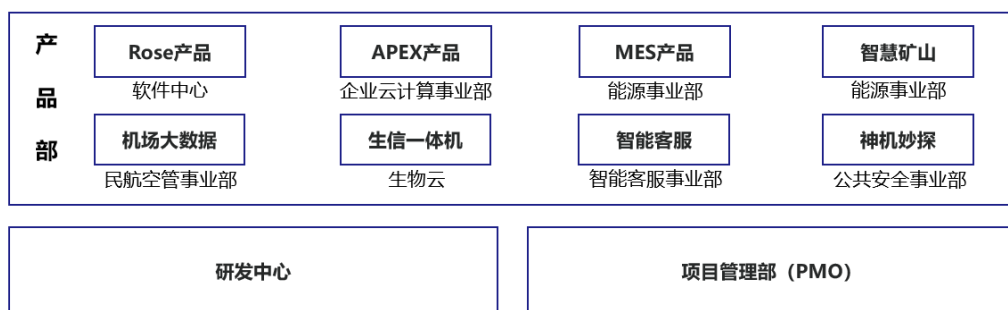 产品部
Rose产品 APEX产品 MES产品 智慧矿山
软件中心 企业云计算事业部 能源事业部 能源事业部
机场大数据 生信一体机 智能客服 神机妙探
民航空管事业部 生物云 智能客服事业部 公共安全事业部
研发中心 项目管理部（PMO）